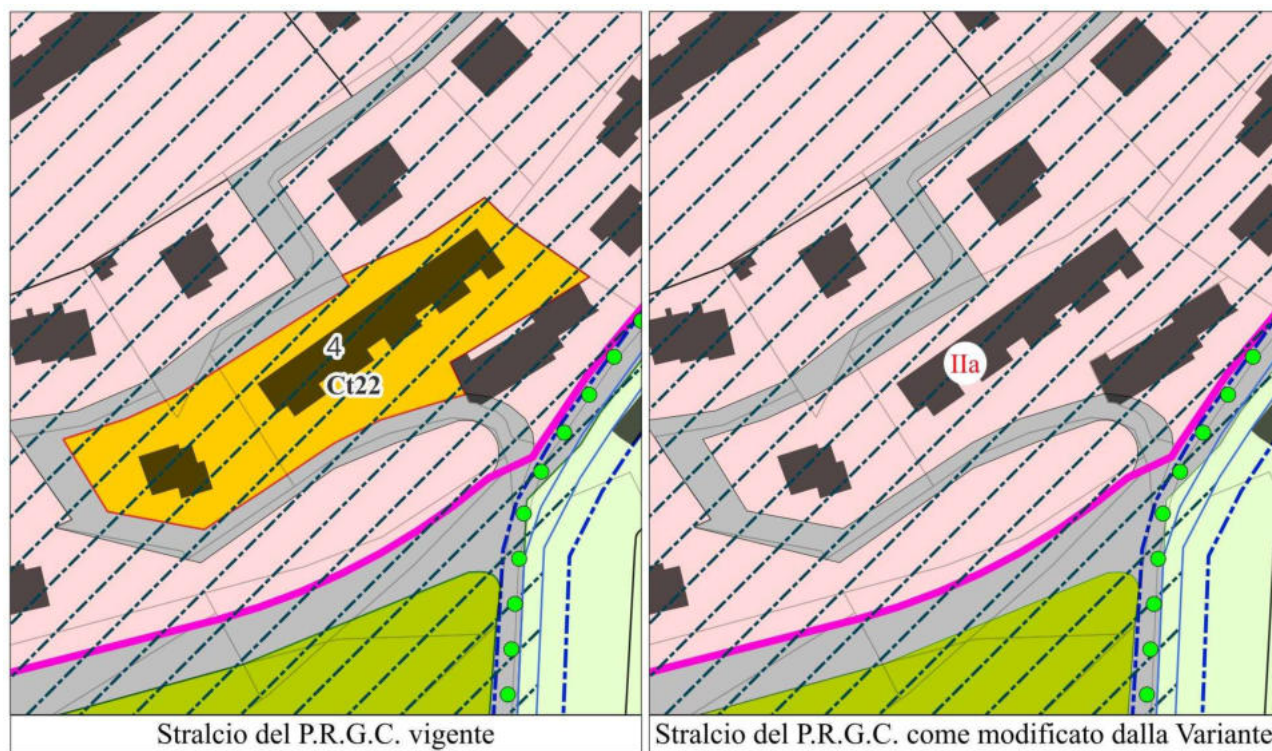 4
Ct22
IIa
Stralcio del P.R.G.C. vigente
Stralcio del P.R.G.C. come modificato dalla Variante